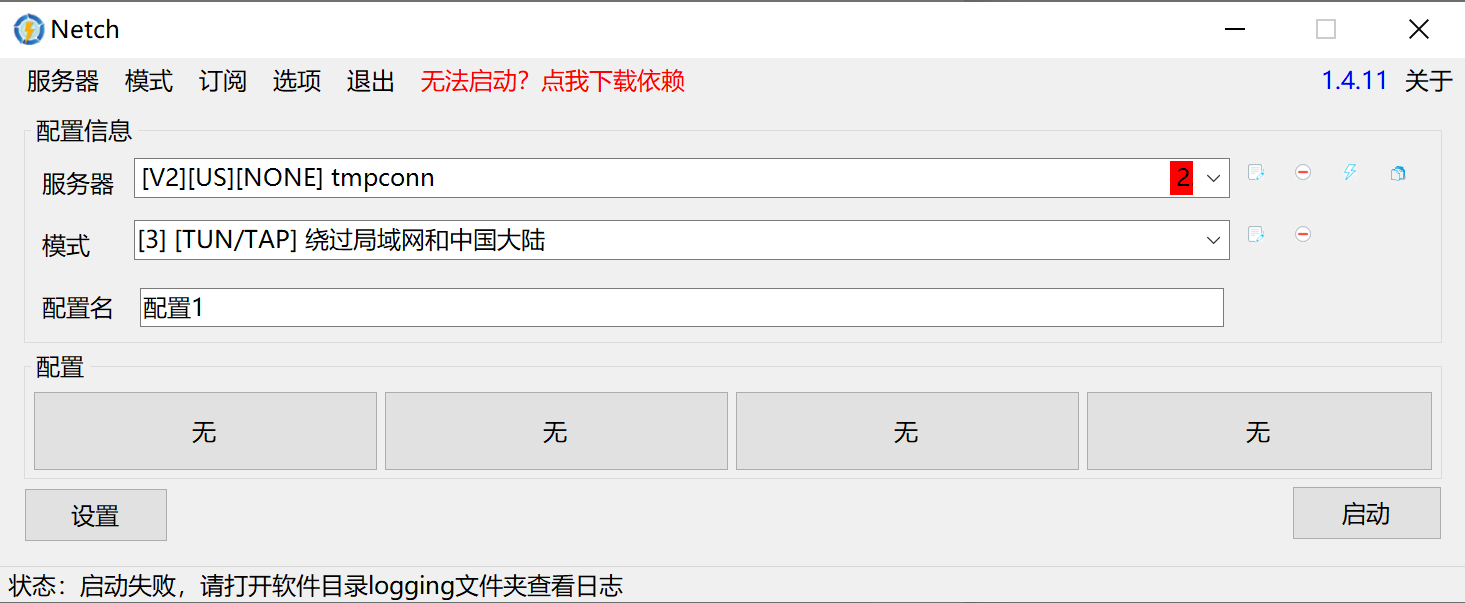 Netch
服务器 模式 订阅 选项 退出 无法启动？点我下载依赖 1.4.11 关于
配置信息
服务器 [V2][US][NONE] tmpconn 2
模式 [3] [TUN/TAP] 绕过局域网和中国大陆
配置名 配置1
配置
无 无 无 无
设置 启动
状态：启动失败，请打开软件目录logging文件夹查看日志